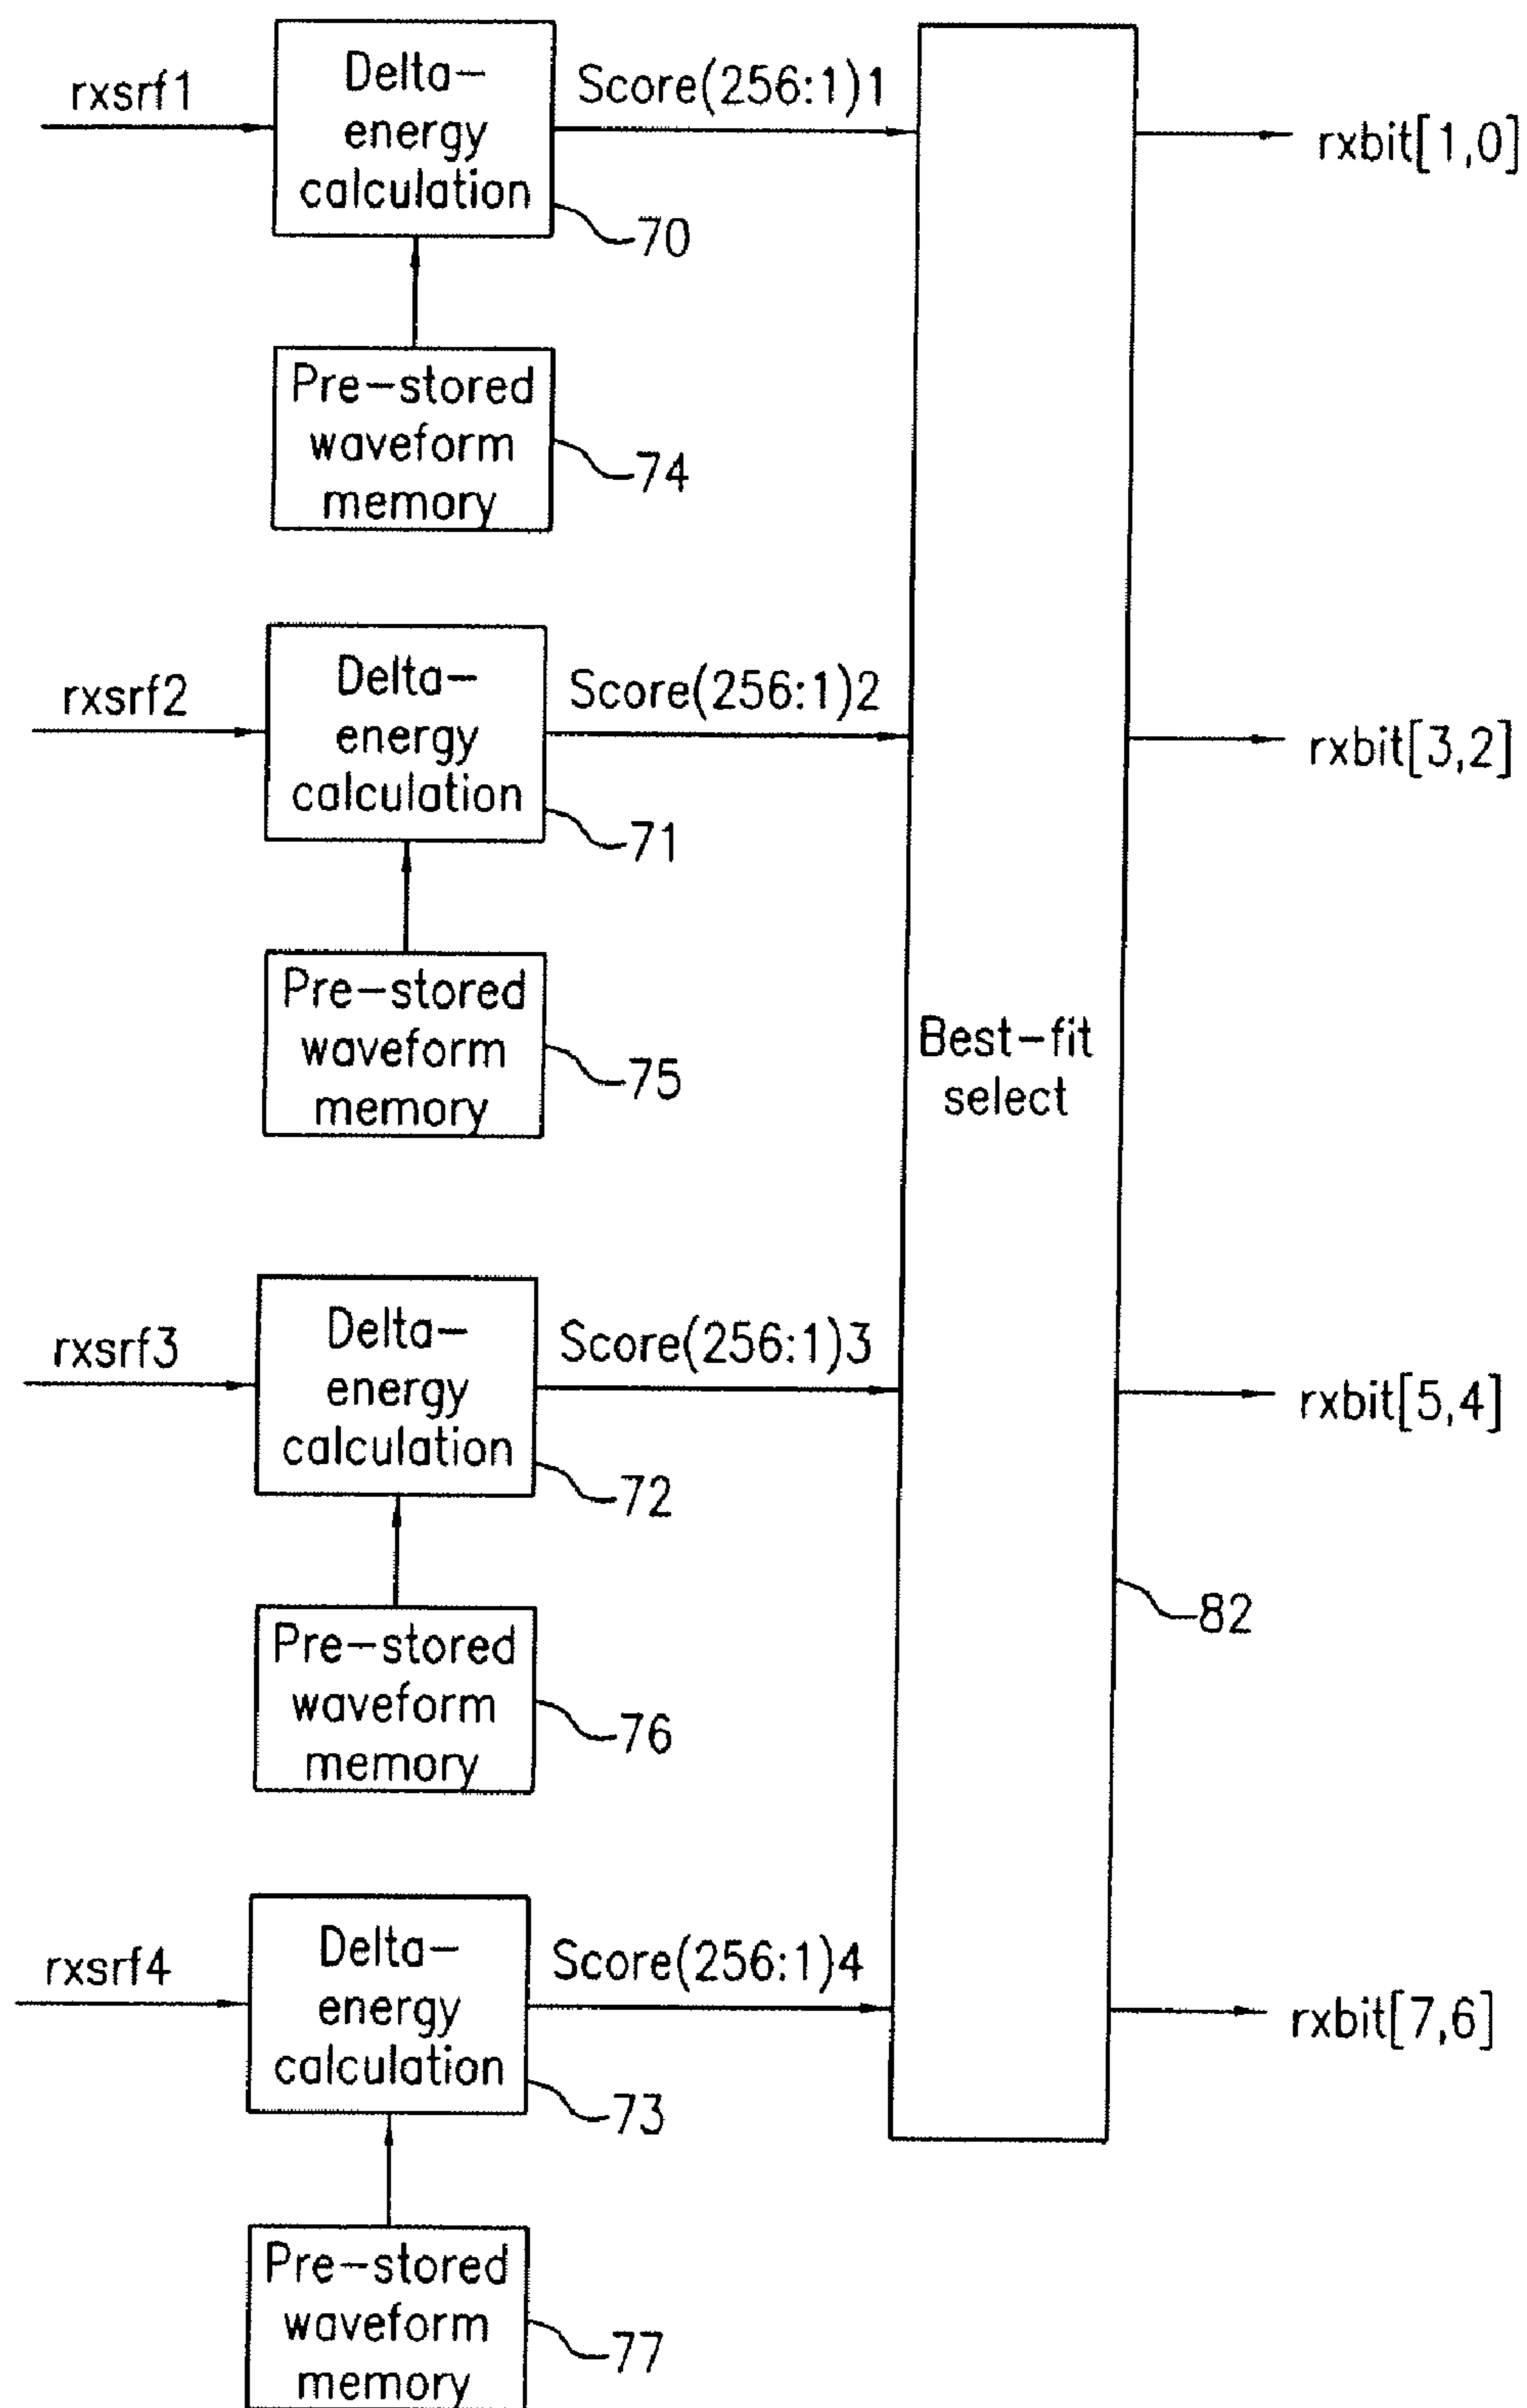 rxsrf1
Delta-
energy
calculation
70
Score(256:1)1
rxbit[1,0]
Pre-stored
waveform
memory
74
rxsrf2
Delta-
energy
calculation
71
Score(256:1)2
rxbit[3,2]
Pre-stored
waveform
memory
75
Best-fit
select
rxsrf3
Delta-
energy
calculation
72
Score(256:1)3
rxbit[5,4]
82
Pre-stored
waveform
memory
76
rxsrf4
Delta-
energy
calculation
73
Score(256:1)4
rxbit[7,6]
Pre-stored
waveform
memory
77